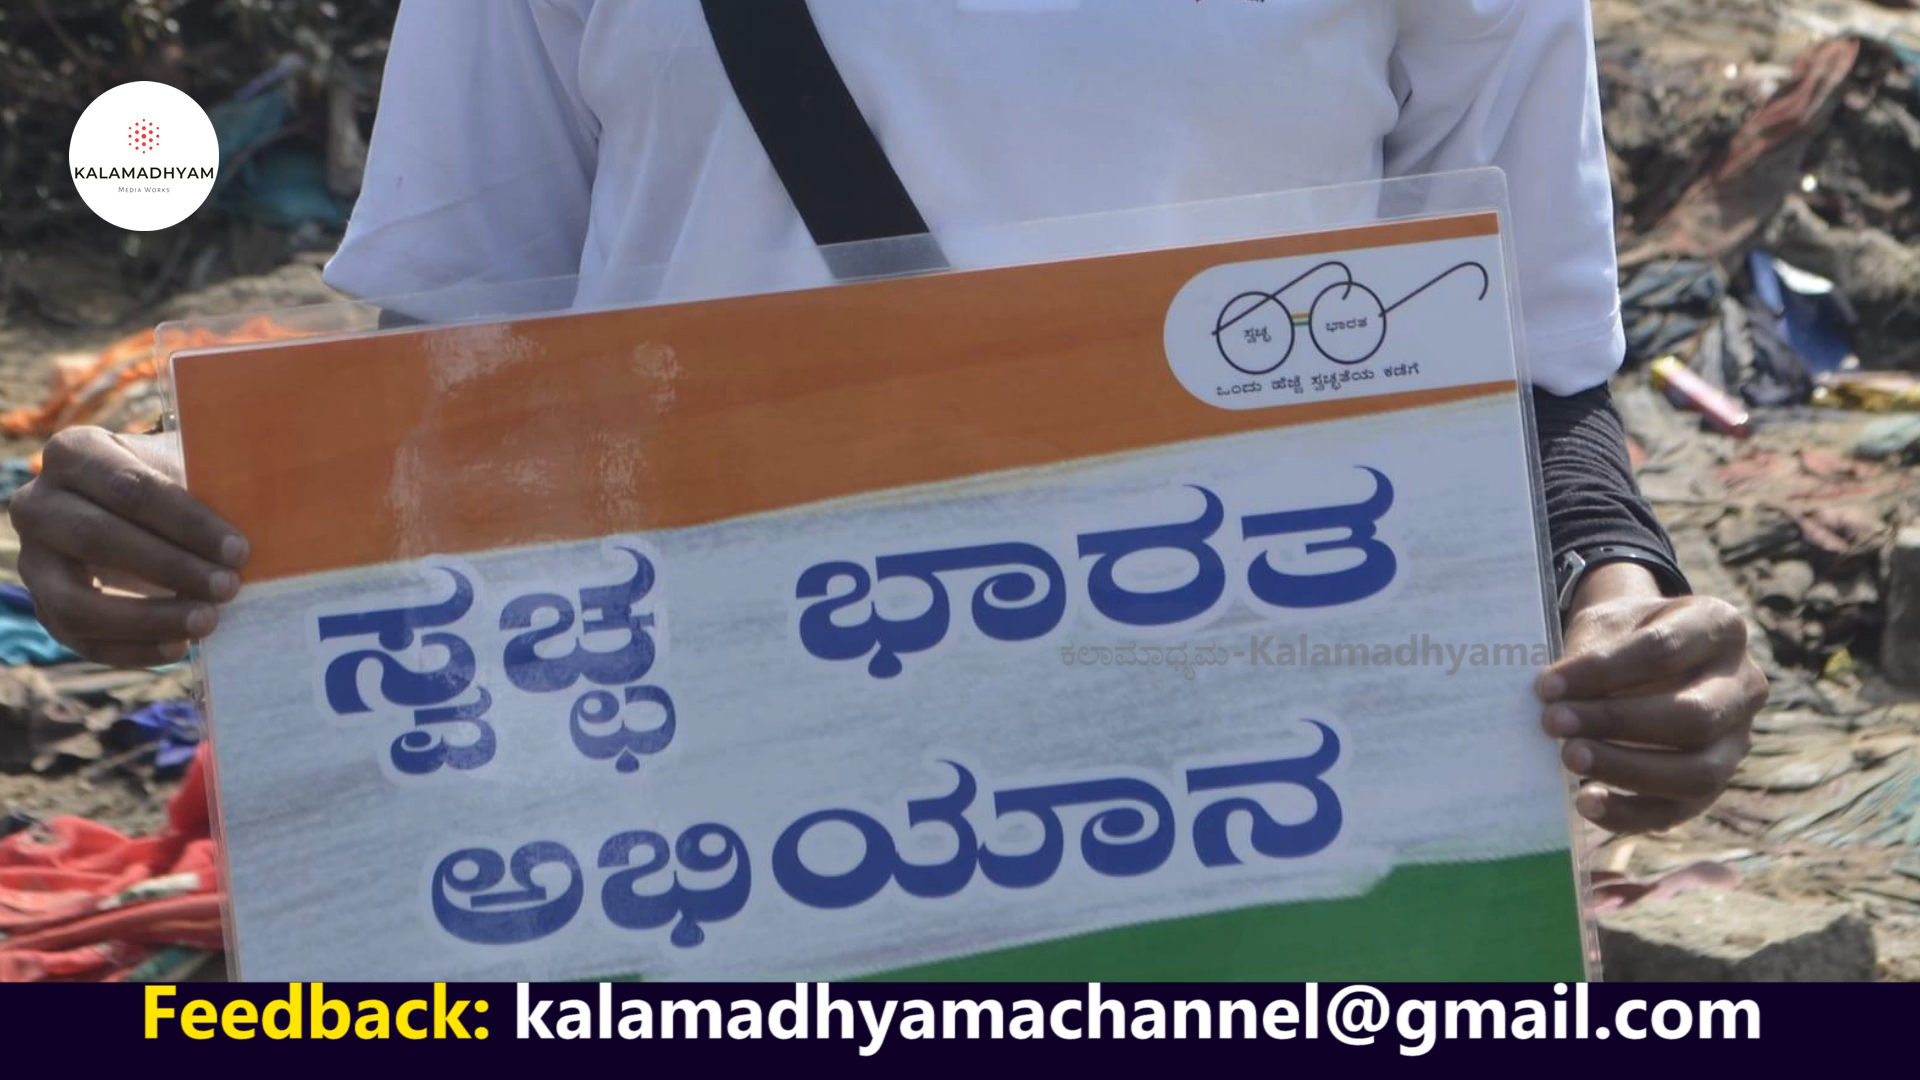 KALAMADHYAM
MEDIA WORKS
ಸ್ವಚ್ಛ ಭಾರತ
ಒಂದು ಹೆಜ್ಜೆ ಸ್ವಚ್ಛತೆಯ ಕಡೆಗೆ
ಸ್ವಚ್ಛ ಭಾರತ
ಕಲಾಮಾಧ್ಯಮ-Kalamadhyama
ಅಭಿಯಾನ
Feedback: kalamadhyamachannel@gmail.com